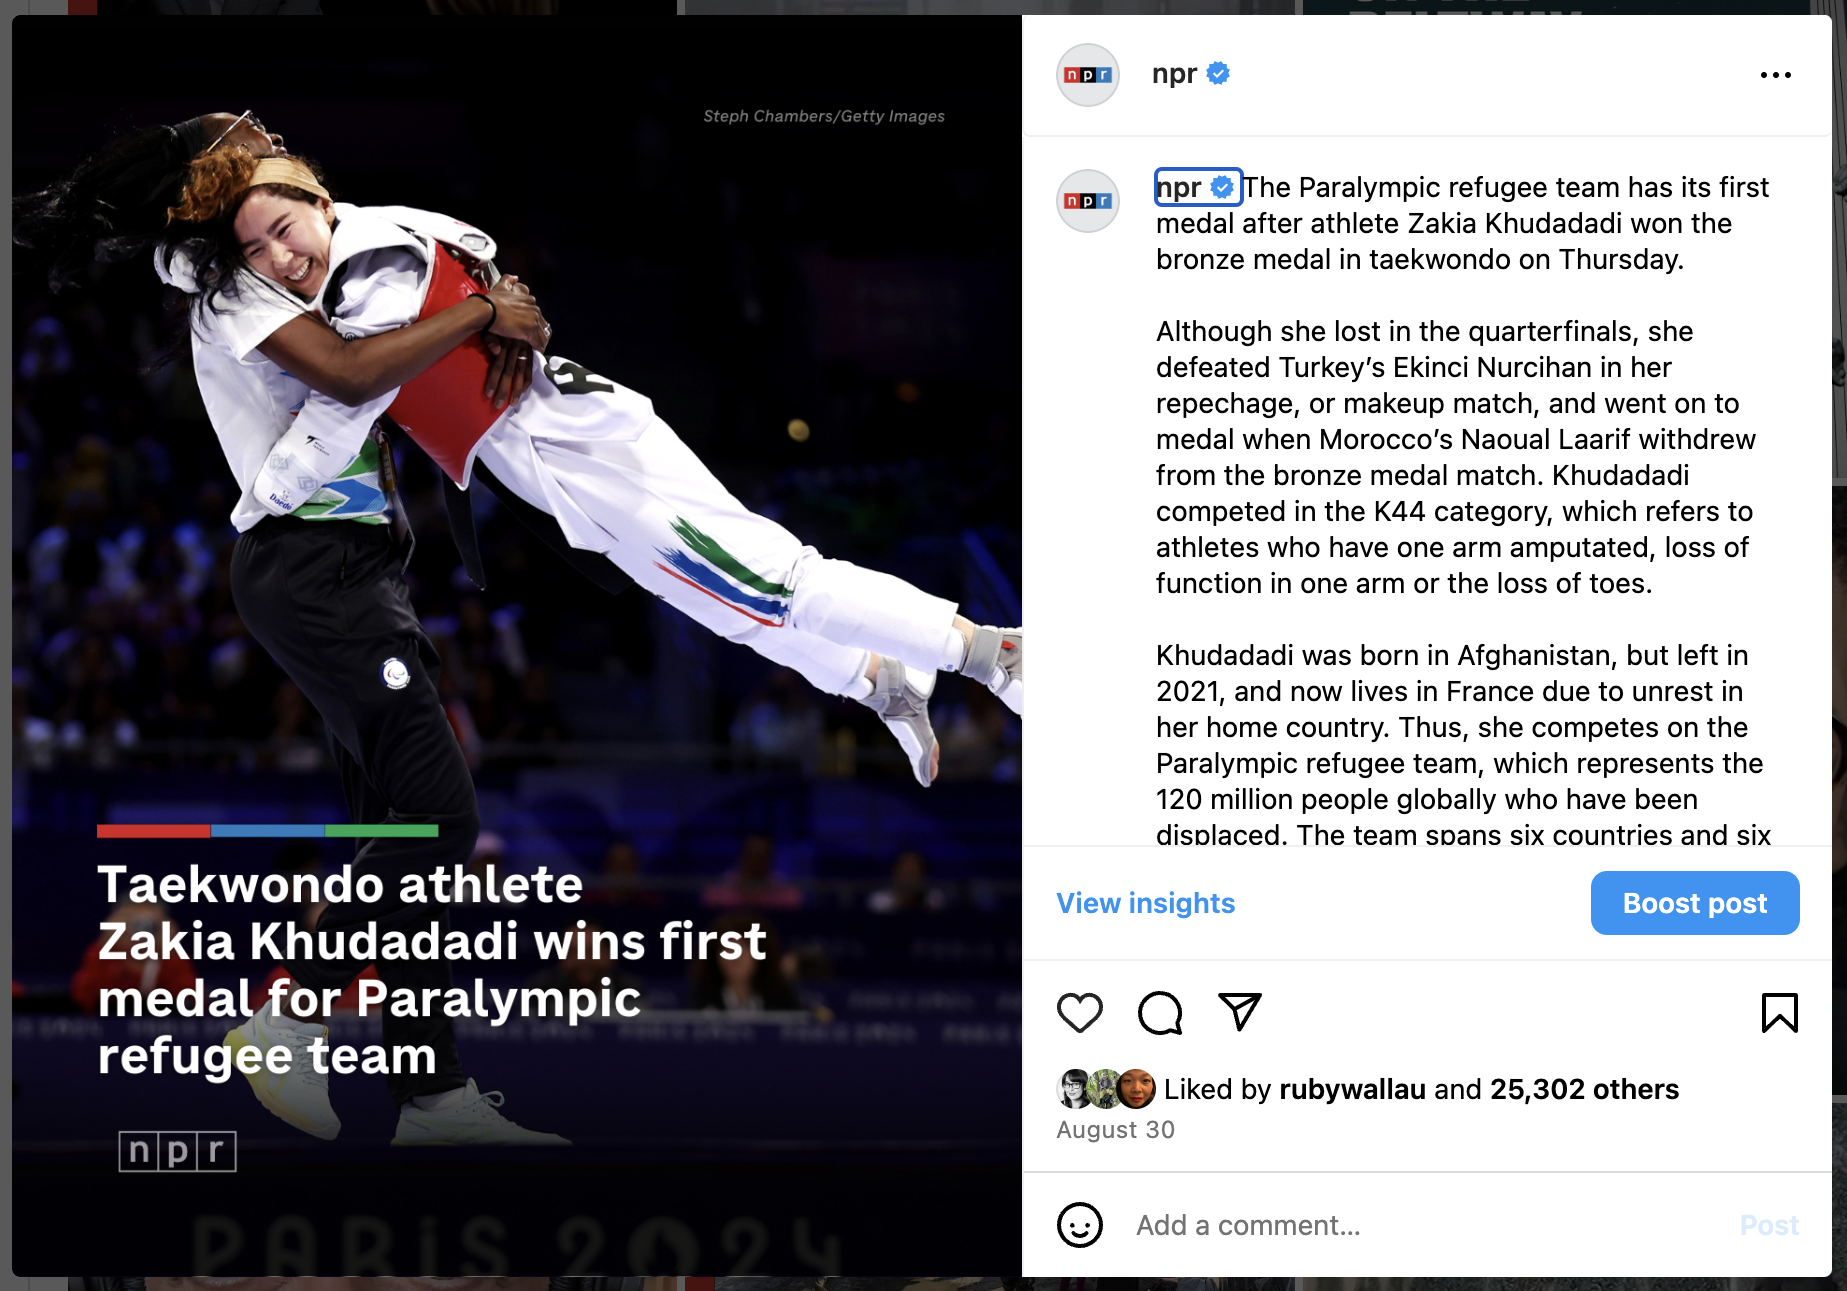 Steph Chambers/Getty Images
Daedo
Taekwondo athlete
Zakia Khudadadi wins first
medal for Paralympic
refugee team
npr
PARIS 2024
npr
npr
npr
npr The Paralympic refugee team has its first
medal after athlete Zakia Khudadadi won the
bronze medal in taekwondo on Thursday.
Although she lost in the quarterfinals, she
defeated Turkey’s Ekinci Nurcihan in her
repechage, or makeup match, and went on to
medal when Morocco’s Naoual Laarif withdrew
from the bronze medal match. Khudadadi
competed in the K44 category, which refers to
athletes who have one arm amputated, loss of
function in one arm or the loss of toes.
Khudadadi was born in Afghanistan, but left in
2021, and now lives in France due to unrest in
her home country. Thus, she competes on the
Paralympic refugee team, which represents the
120 million people globally who have been
displaced. The team spans six countries and six
View insights
Boost post
Liked by rubywallau and 25,302 others
August 30
Add a comment...
Post